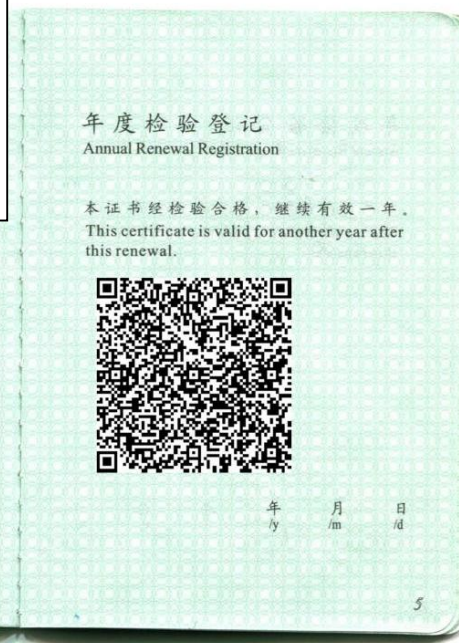 年度检验登记
Annual Renewal Registration
本证书经检验合格，继续有效一年。
This certificate is valid for another year after
this renewal.
年 月 日
/y /m /d
5